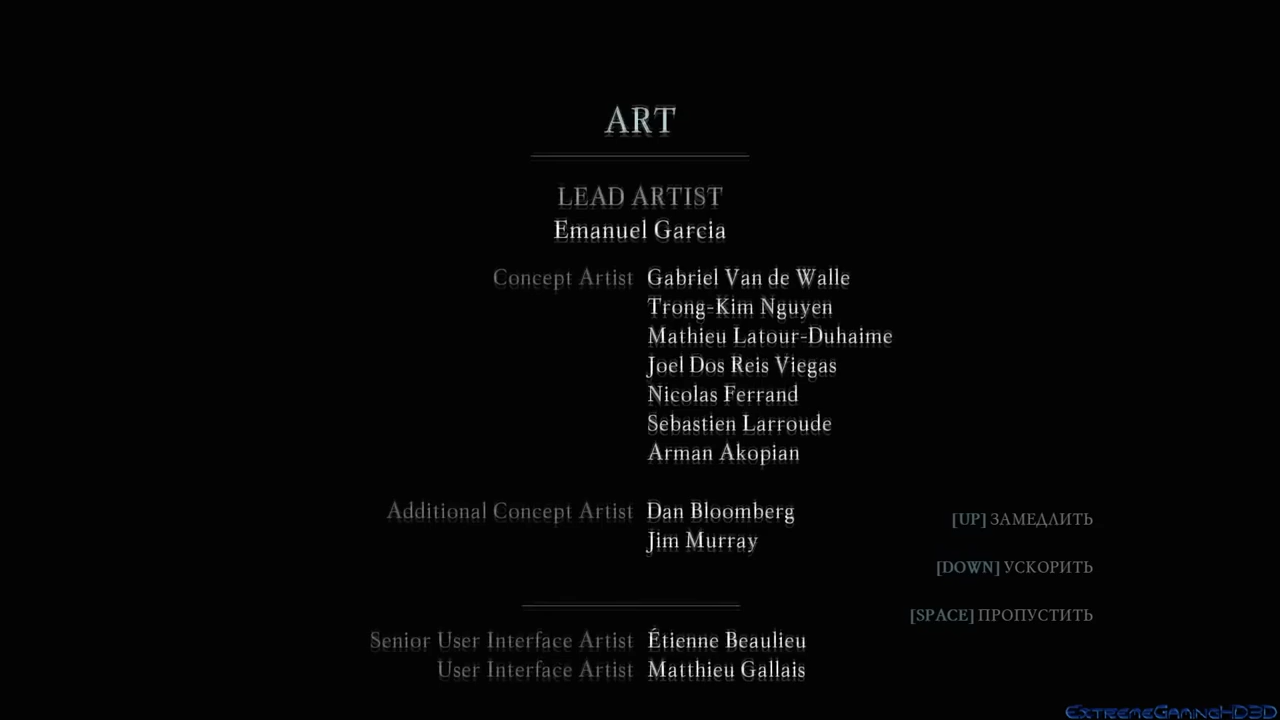 ART
LEAD ARTIST
Emanuel Garcia
Concept Artist Gabriel Van de Walle
Trong-Kim Nguyen
Mathieu Latour-Duhaime
Joel Dos Reis Viegas
Nicolas Ferrand
Sebastien Larroude
Arman Akopian
Additional Concept Artist Dan Bloomberg
Jim Murray
[UP] ЗАМЕДЛИТЬ
[DOWN] УСКОРИТЬ
[SPACE] ПРОПУСТИТЬ
Senior User Interface Artist Étienne Beaulieu
User Interface Artist Matthieu Gallais
ExtremeGamingHD3D